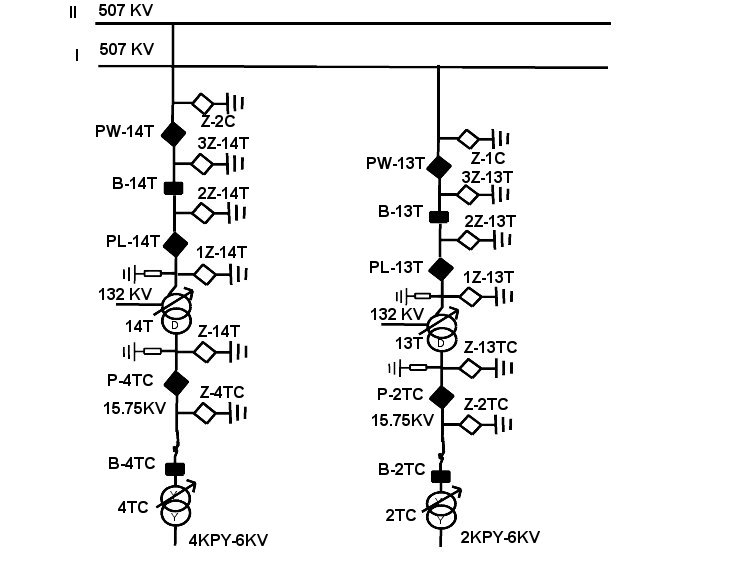 II 507 KV
I 507 KV
Z-2C
PW-14T
3Z-14T
B-14T
2Z-14T
PL-14T
1Z-14T
132 KV
14T
D
Z-14T
P-4TC
Z-4TC
15.75KV
B-4TC
Y
4TC
Y
4KPY-6KV
Z-1C
PW-13T
3Z-13T
B-13T
2Z-13T
PL-13T
1Z-13T
132 KV
13T
D
Z-13TC
P-2TC
Z-2TC
15.75KV
B-2TC
Y
2TC
Y
2KPY-6KV